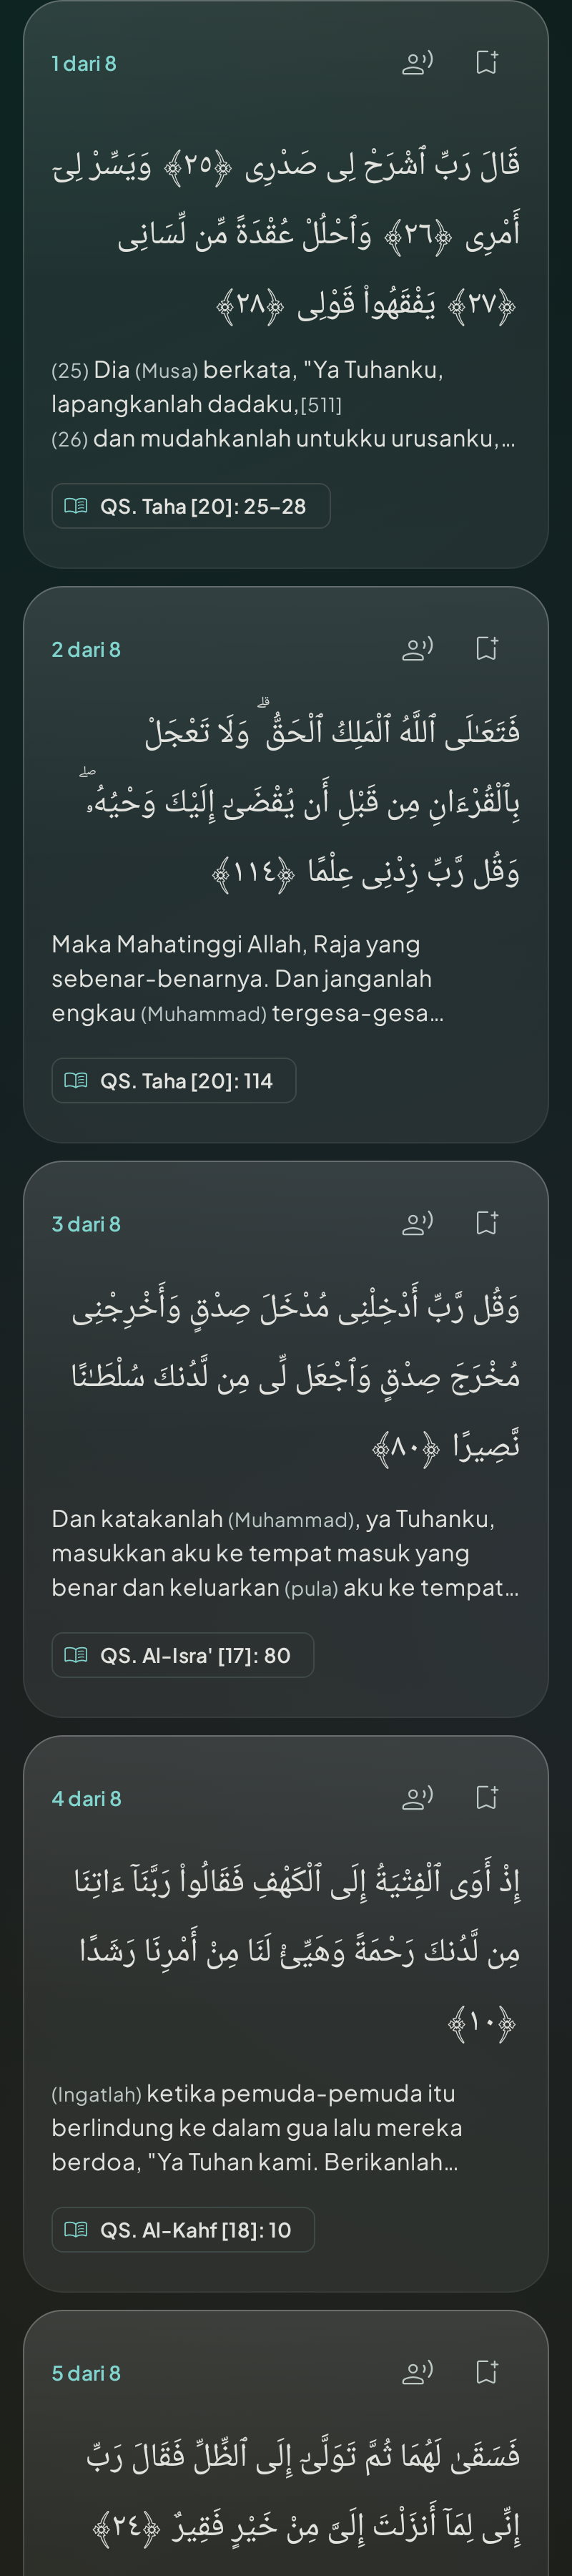 1 dari 8
قَالَ رَبِّ ٱشْرَحْ لِى صَدْرِى ﴿٢٥﴾ وَيَسِّرْ لِىٓ
أَمْرِى ﴿٢٦﴾ وَٱحْلُلْ عُقْدَةً مِّن لِّسَانِى
﴿٢٧﴾ يَفْقَهُوا۟ قَوْلِى ﴿٢٨﴾
(25) Dia (Musa) berkata, "Ya Tuhanku,
lapangkanlah dadaku,[511]
(26) dan mudahkanlah untukku urusanku,...
QS. Taha [20]: 25-28
2 dari 8
فَتَعَـٰلَى ٱللَّهُ ٱلْمَلِكُ ٱلْحَقُّ ۗ وَلَا تَعْجَلْ
بِٱلْقُرْءَانِ مِن قَبْلِ أَن يُقْضَىٰٓ إِلَيْكَ وَحْيُهُۥ ۖ
وَقُل رَّبِّ زِدْنِى عِلْمًا ﴿١١٤﴾
Maka Mahatinggi Allah, Raja yang
sebenar-benarnya. Dan janganlah
engkau (Muhammad) tergesa-gesa...
QS. Taha [20]: 114
3 dari 8
وَقُل رَّبِّ أَدْخِلْنِى مُدْخَلَ صِدْقٍ وَأَخْرِجْنِى
مُخْرَجَ صِدْقٍ وَٱجْعَل لِّى مِن لَّدُنكَ سُلْطَـٰنًا
نَّصِيرًا ﴿٨٠﴾
Dan katakanlah (Muhammad), ya Tuhanku,
masukkan aku ke tempat masuk yang
benar dan keluarkan (pula) aku ke tempat...
QS. Al-Isra' [17]: 80
4 dari 8
إِذْ أَوَى ٱلْفِتْيَةُ إِلَى ٱلْكَهْفِ فَقَالُوا۟ رَبَّنَآ ءَاتِنَا
مِن لَّدُنكَ رَحْمَةً وَهَيِّئْ لَنَا مِنْ أَمْرِنَا رَشَدًا
﴿١٠﴾
(Ingatlah) ketika pemuda-pemuda itu
berlindung ke dalam gua lalu mereka
berdoa, "Ya Tuhan kami. Berikanlah...
QS. Al-Kahf [18]: 10
5 dari 8
فَسَقَىٰ لَهُمَا ثُمَّ تَوَلَّىٰٓ إِلَى ٱلظِّلِّ فَقَالَ رَبِّ
إِنِّى لِمَآ أَنزَلْتَ إِلَىَّ مِنْ خَيْرٍ فَقِيرٌ ﴿٢٤﴾